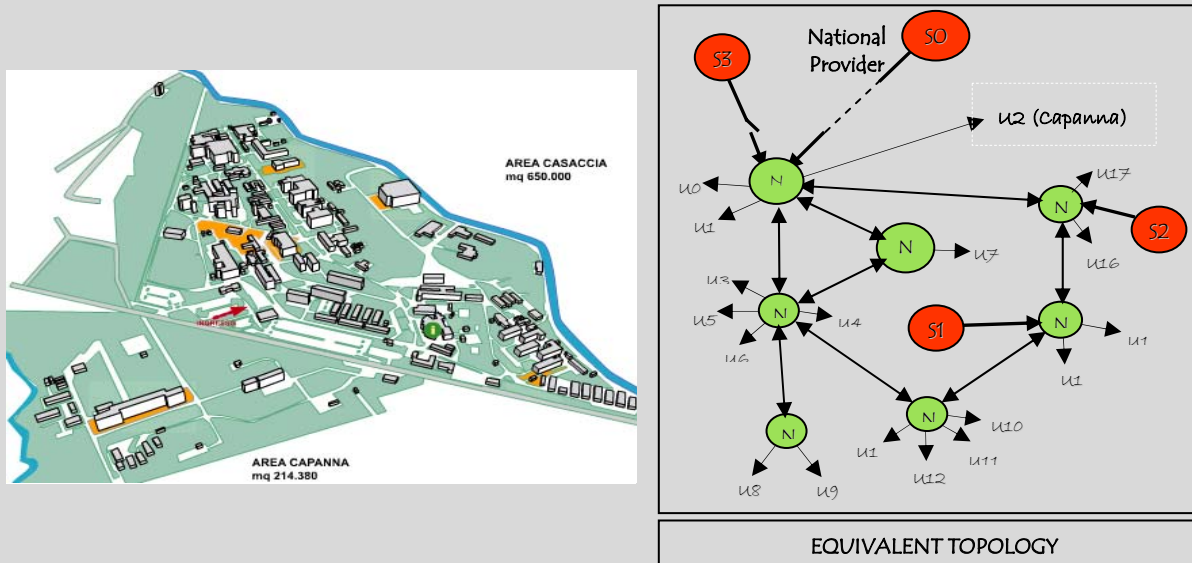 AREA CASACCIA
mq 650.000
INGRESSO
AREA CAPANNA
mq 214.380
S3
National
Provider
S0
U2 (Capanna)
N
U0
U1
U17
N
S2
U16
N
U7
U3
N
U4
U5
U6
S1
N
U1
U1
N
U8
U9
N
U10
U1
U11
U12
EQUIVALENT TOPOLOGY